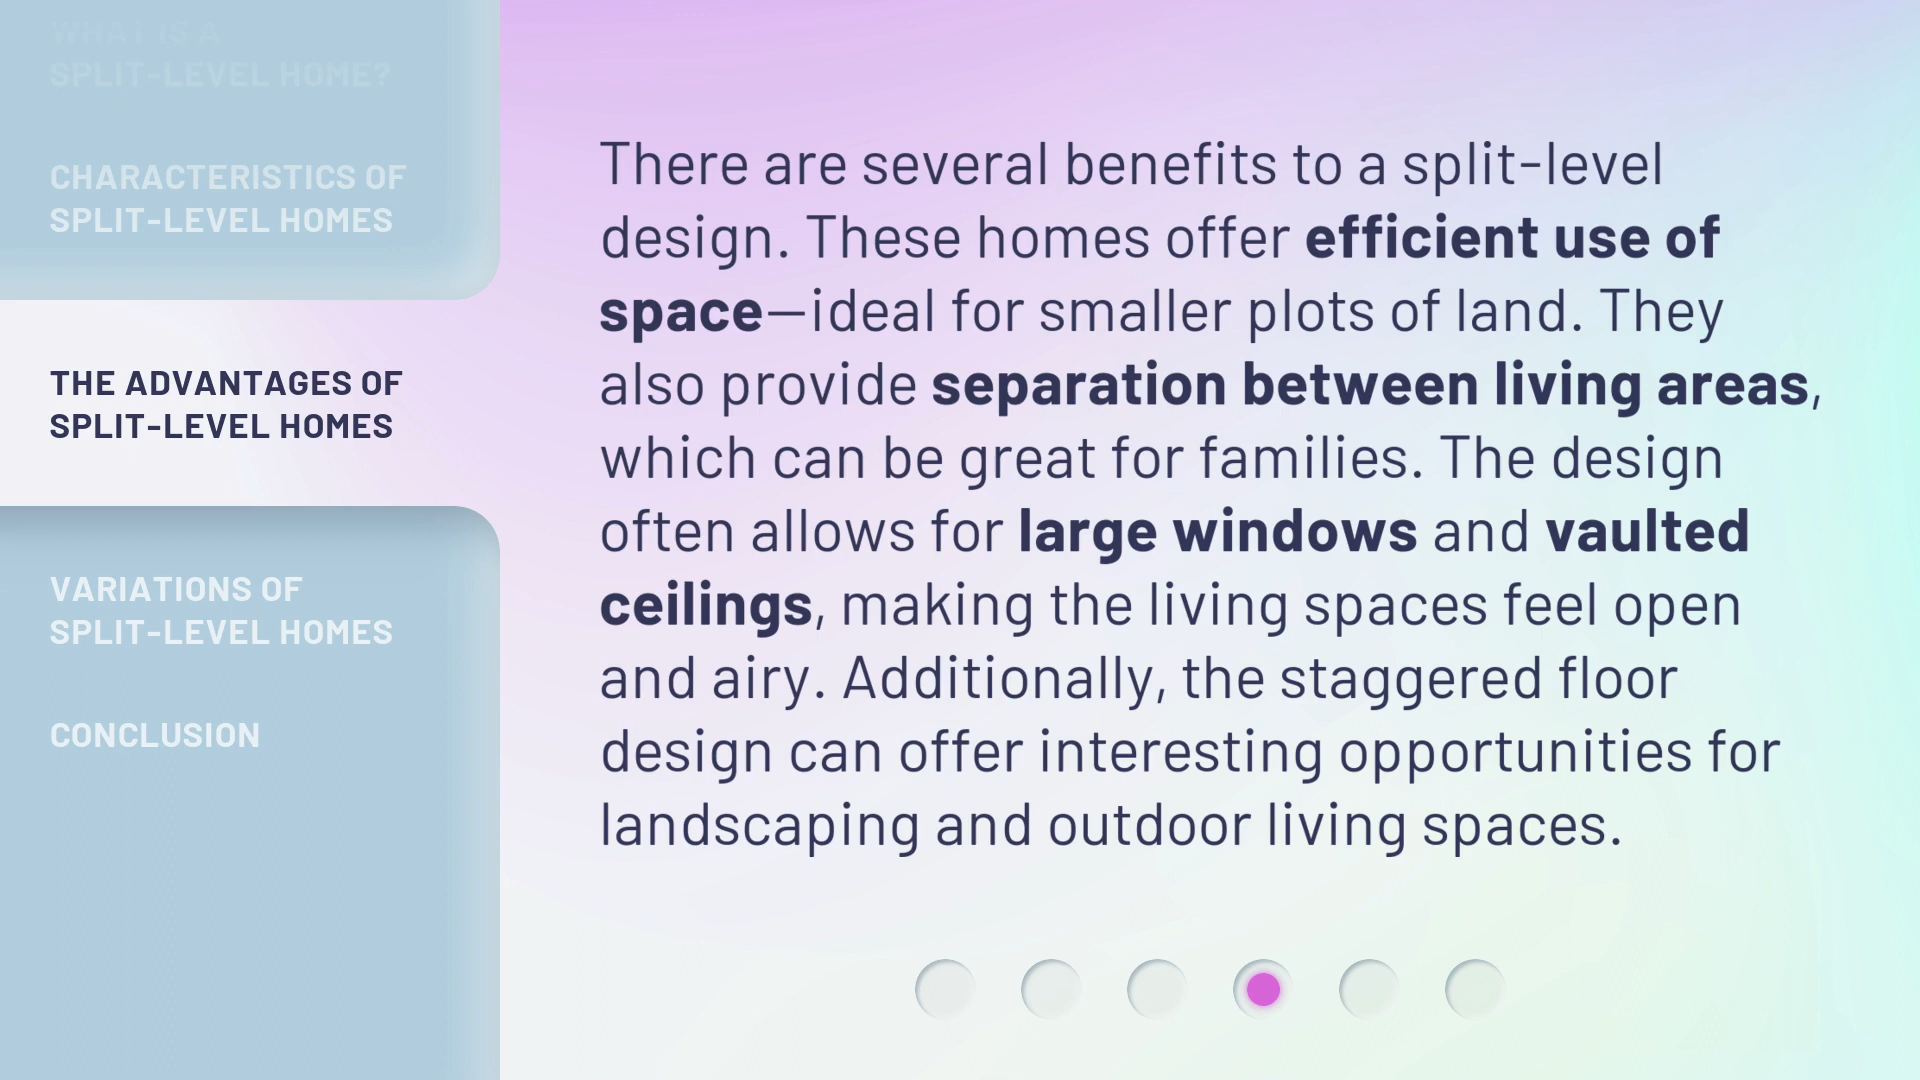 WHAT IS A
SPLIT-LEVEL HOME?
CHARACTERISTICS OF
SPLIT-LEVEL HOMES
THE ADVANTAGES OF
SPLIT-LEVEL HOMES
VARIATIONS OF
SPLIT-LEVEL HOMES
CONCLUSION
There are several benefits to a split-level
design. These homes offer efficient use of
space—ideal for smaller plots of land. They
also provide separation between living areas,
which can be great for families. The design
often allows for large windows and vaulted
ceilings, making the living spaces feel open
and airy. Additionally, the staggered floor
design can offer interesting opportunities for
landscaping and outdoor living spaces.